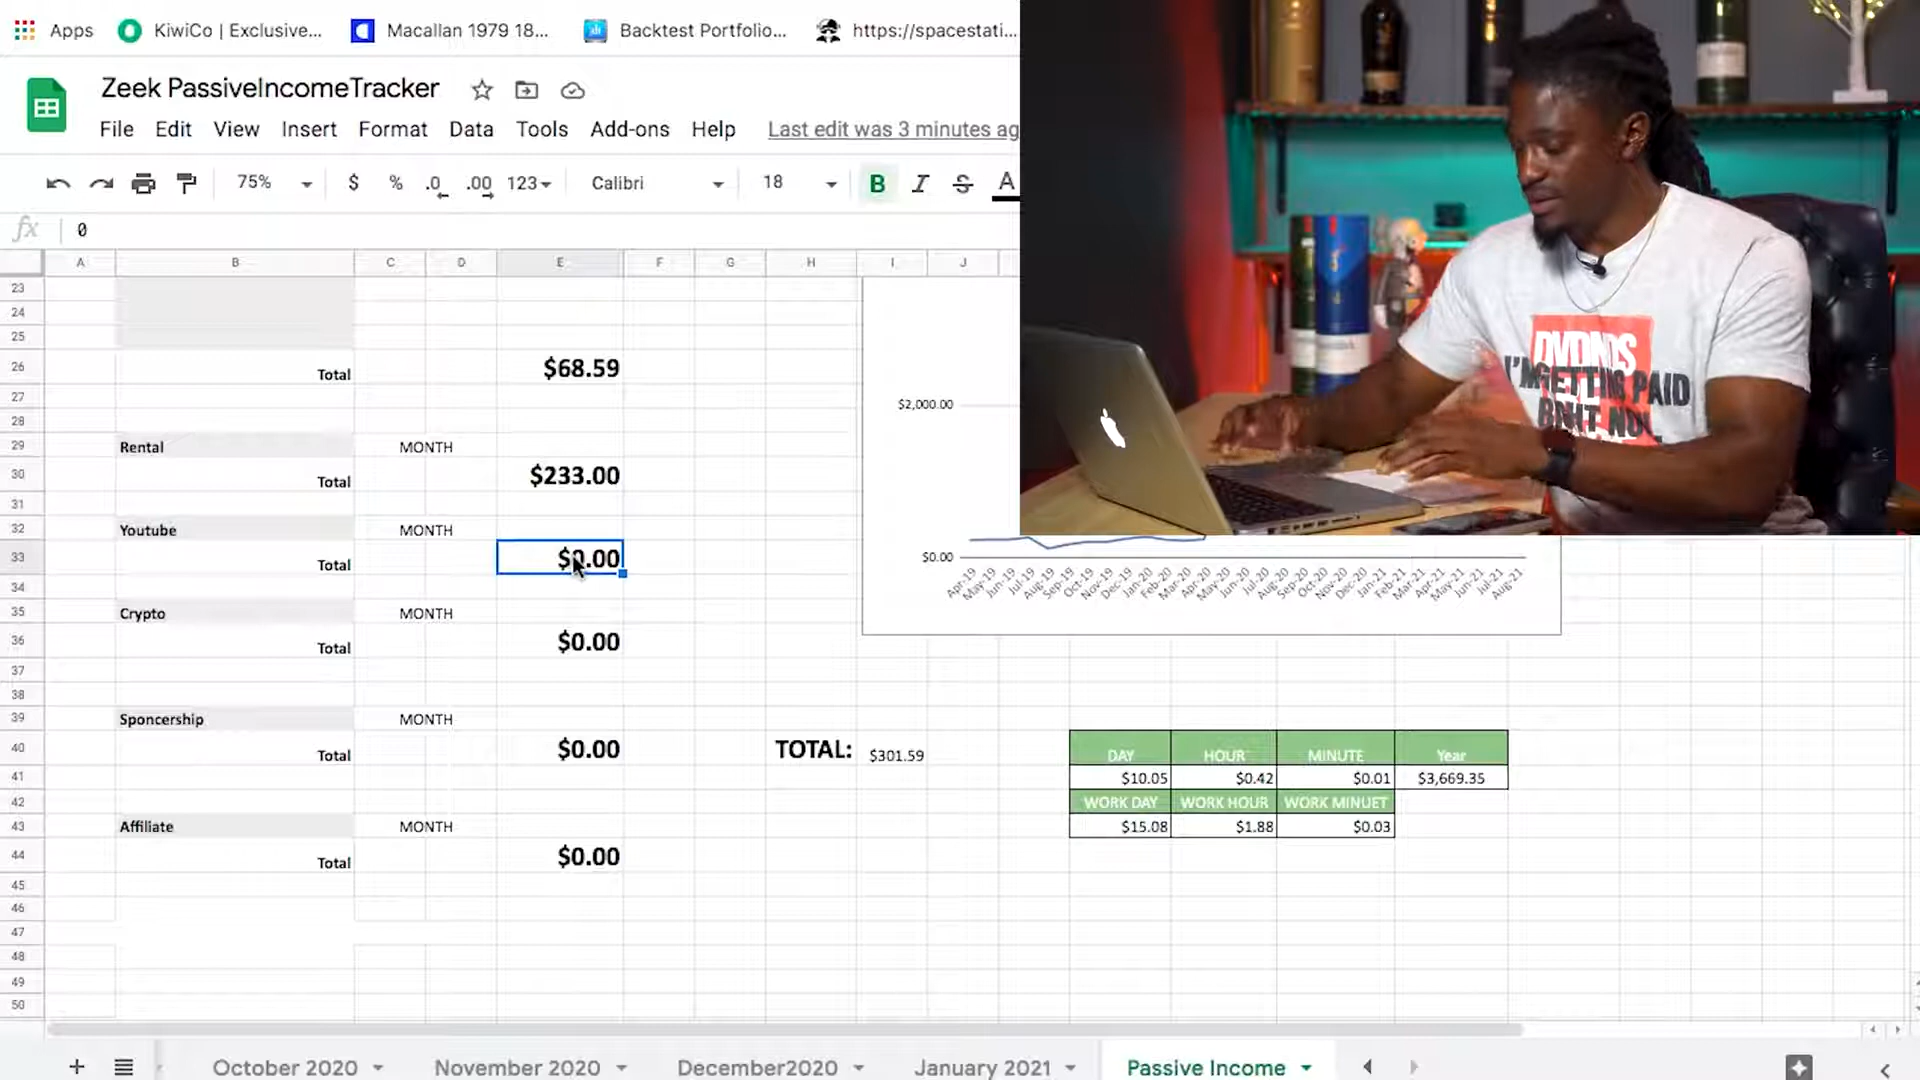 Apps KiwiCo | Exclusive... Macallan 1979 18... Backtest Portfolio... https://spacestati...
Zeek PassiveIncomeTracker
File Edit View Insert Format Data Tools Add-ons Help Last edit was 3 minutes ag
75% $ % .0 .00 123 Calibri 18 B I S A
fx 0
A B C D E F G H I J
23
24
25
26 Total $68.59
27
$2,000.00
28
29 Rental MONTH
30 Total $233.00
31
32 Youtube MONTH
33 Total $0.00
$0.00
Apr-19 May-19 Jun-19 Jul-19 Aug-19 Sep-19 Oct-19 Nov-19 Dec-19 Jan-20 Feb-20 Mar-20 Apr-20 May-20 Jun-20 Jul-20 Aug-20 Sep-20 Oct-20 Nov-20 Dec-20 Jan-21 Feb-21 Mar-21 Apr-21 May-21 Jun-21 Jul-21 Aug-21
34
35 Crypto MONTH
36 Total $0.00
37
38
39 Sponcership MONTH
40 Total $0.00 TOTAL: $301.59 DAY HOUR MINUTE Year
41 $10.05 $0.42 $0.01 $3,669.35
42 WORK DAY WORK HOUR WORK MINUET
43 Affiliate MONTH $15.08 $1.88 $0.03
44 Total $0.00
45
46
47
48
49
50
October 2020 November 2020 December2020 January 2021 Passive Income
DVDNDS
I'M GETTING PAID